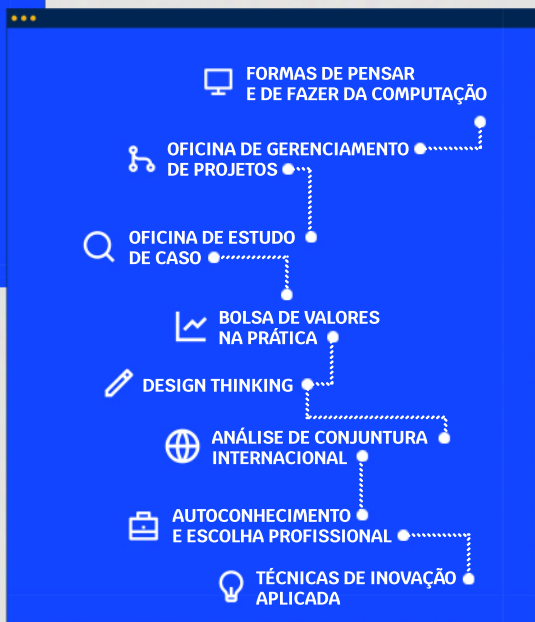 FORMAS DE PENSAR
E DE FAZER DA COMPUTAÇÃO
OFICINA DE GERENCIAMENTO
DE PROJETOS
OFICINA DE ESTUDO
DE CASO
BOLSA DE VALORES
NA PRÁTICA
DESIGN THINKING
ANÁLISE DE CONJUNTURA
INTERNACIONAL
AUTOCONHECIMENTO
E ESCOLHA PROFISSIONAL
TÉCNICAS DE INOVAÇÃO
APLICADA